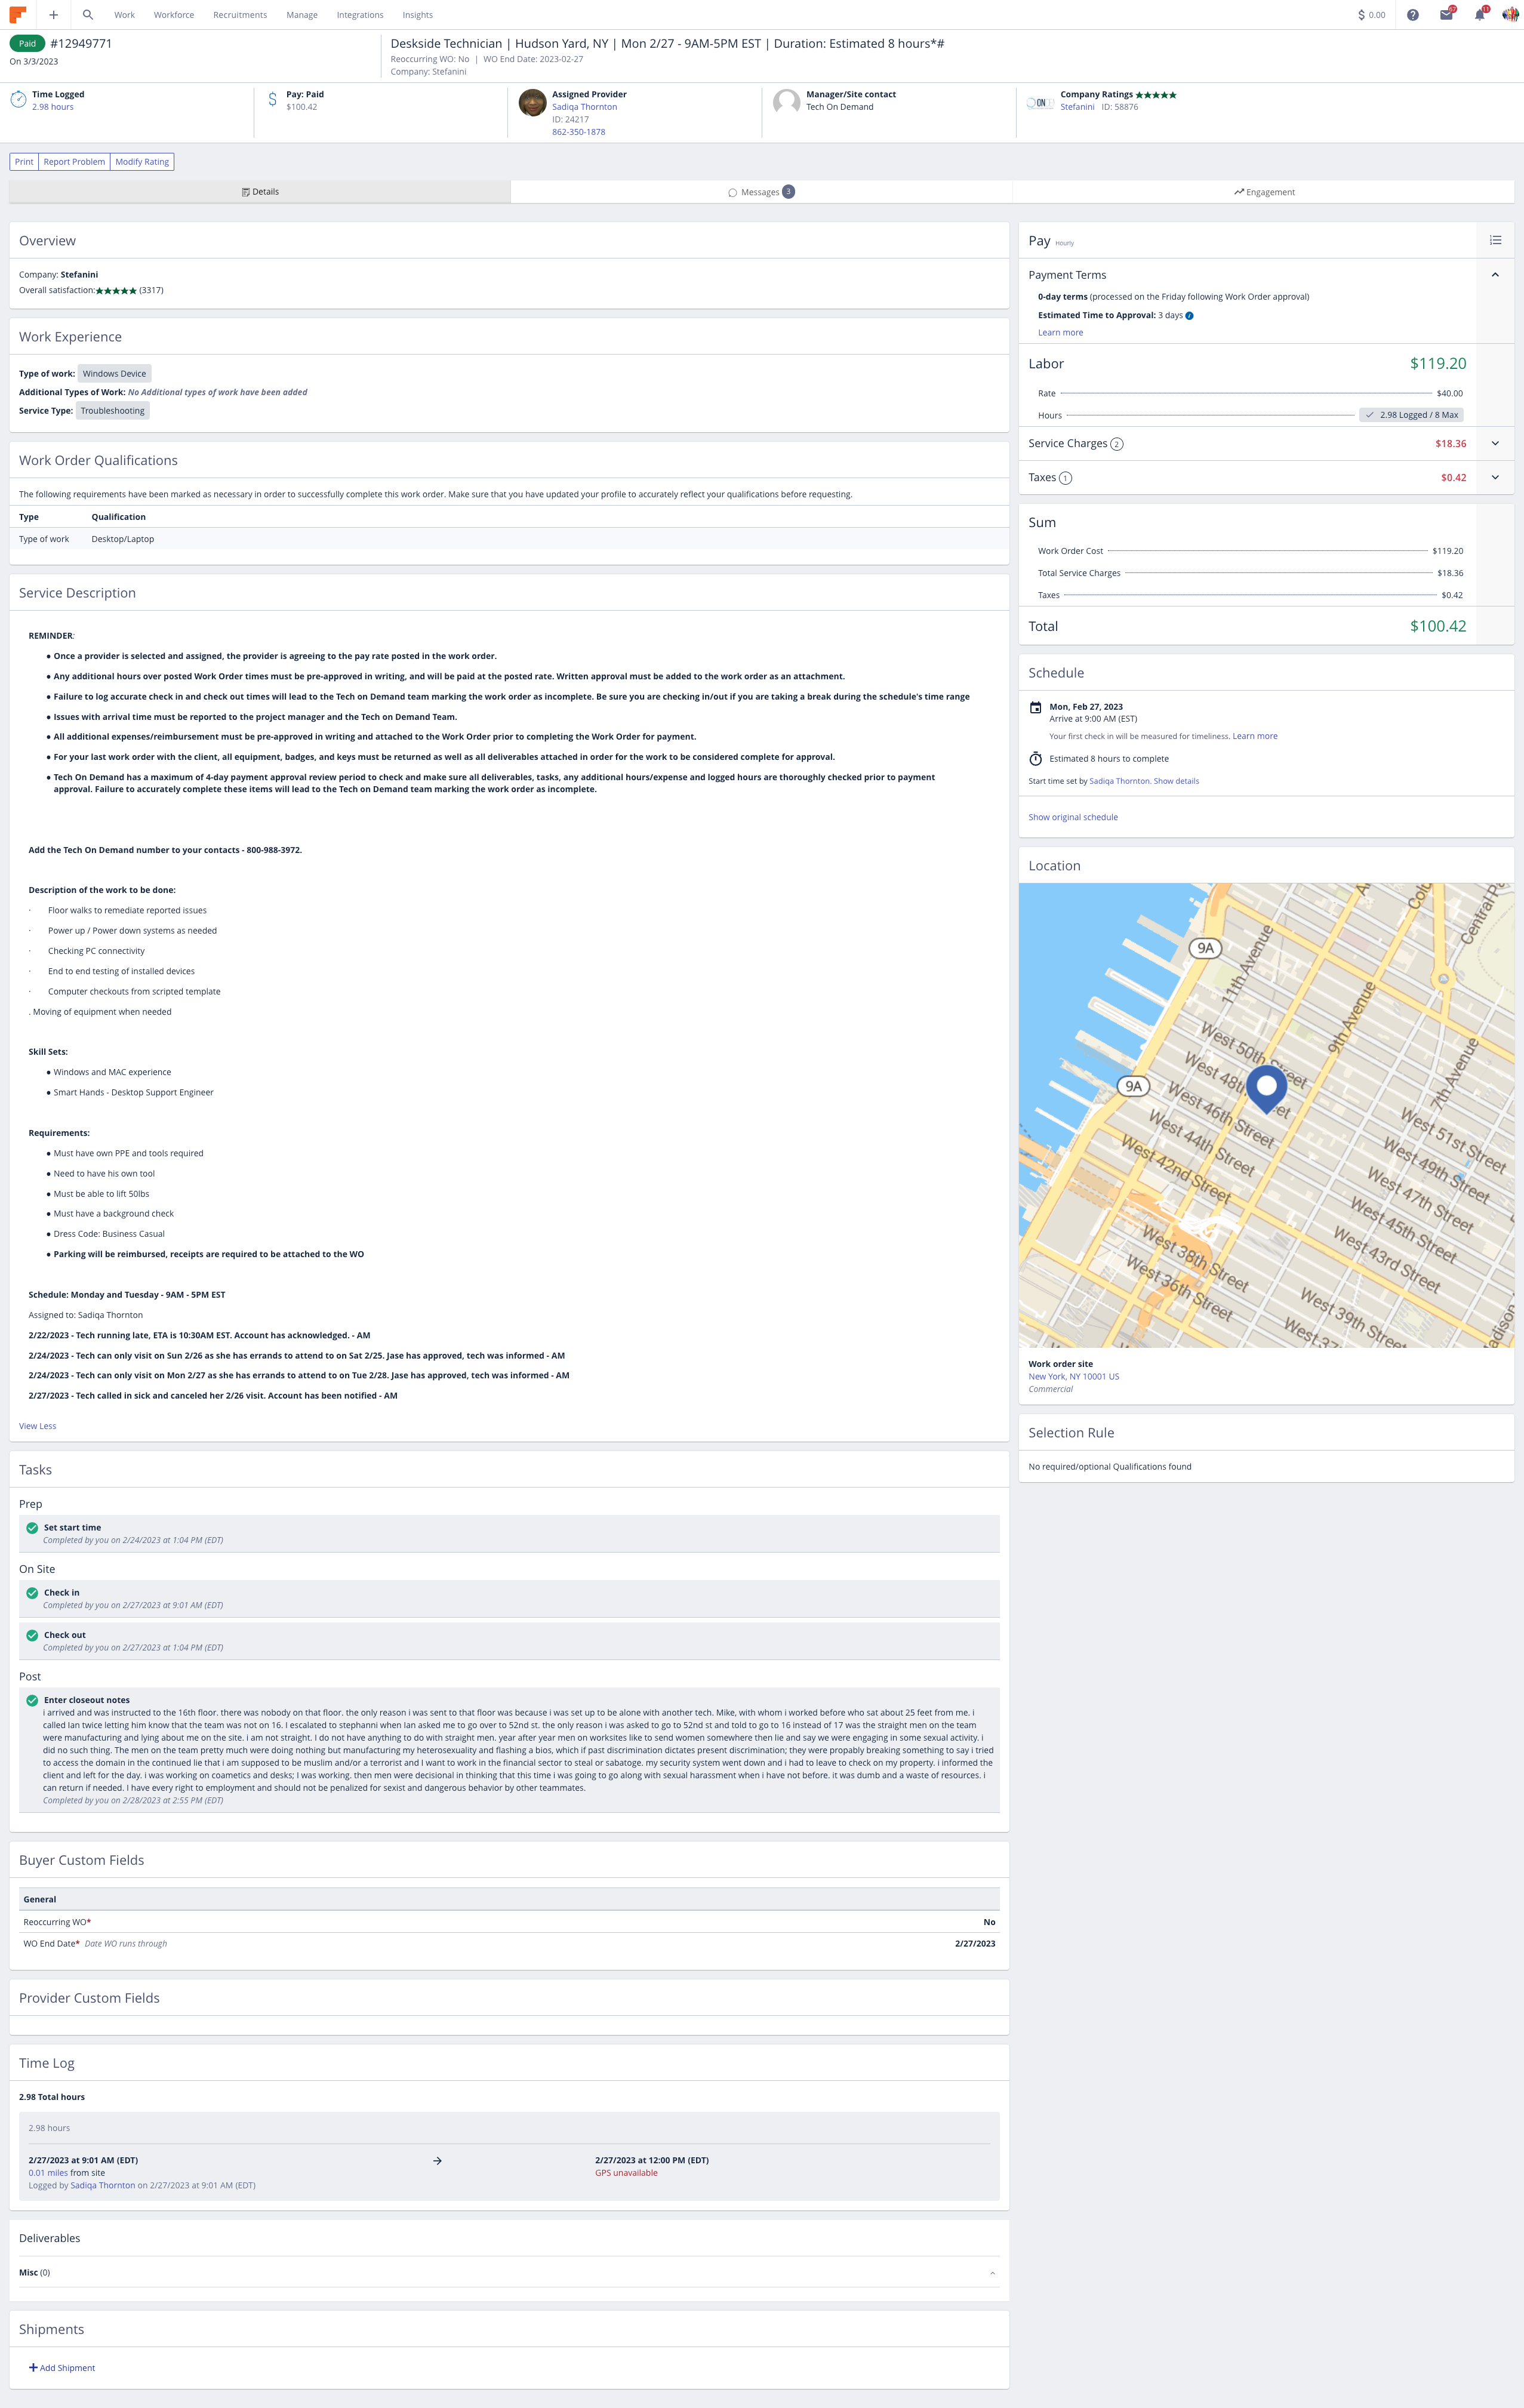 Work Workforce Recruitments Manage Integrations Insights
$ 0.00
Paid #12949771
On 3/3/2023
Deskside Technician | Hudson Yard, NY | Mon 2/27 - 9AM-5PM EST | Duration: Estimated 8 hours*#
Reoccurring WO: No | WO End Date: 2023-02-27
Company: Stefanini
Time Logged
2.98 hours
Pay: Paid
$100.42
Assigned Provider
Sadiqa Thornton
ID: 24217
862-350-1878
Manager/Site contact
Tech On Demand
ON
Company Ratings ★★★★★
Stefanini ID: 58876
Print Report Problem Modify Rating
Details
Messages 3
Engagement
Overview
Company: Stefanini
Overall satisfaction:★★★★★ (3317)
Work Experience
Type of work: Windows Device
Additional Types of Work: No Additional types of work have been added
Service Type: Troubleshooting
Work Order Qualifications
The following requirements have been marked as necessary in order to successfully complete this work order. Make sure that you have updated your profile to accurately reflect your qualifications before requesting.
Type Qualification
Type of work Desktop/Laptop
Service Description
REMINDER:
● Once a provider is selected and assigned, the provider is agreeing to the pay rate posted in the work order.
● Any additional hours over posted Work Order times must be pre-approved in writing, and will be paid at the posted rate. Written approval must be added to the work order as an attachment.
● Failure to log accurate check in and check out times will lead to the Tech on Demand team marking the work order as incomplete. Be sure you are checking in/out if you are taking a break during the schedule's time range
● Issues with arrival time must be reported to the project manager and the Tech on Demand Team.
● All additional expenses/reimbursement must be pre-approved in writing and attached to the Work Order prior to completing the Work Order for payment.
● For your last work order with the client, all equipment, badges, and keys must be returned as well as all deliverables attached in order for the work to be considered complete for approval.
● Tech On Demand has a maximum of 4-day payment approval review period to check and make sure all deliverables, tasks, any additional hours/expense and logged hours are thoroughly checked prior to payment
approval. Failure to accurately complete these items will lead to the Tech on Demand team marking the work order as incomplete.
Add the Tech On Demand number to your contacts - 800-988-3972.
Description of the work to be done:
· Floor walks to remediate reported issues
· Power up / Power down systems as needed
· Checking PC connectivity
· End to end testing of installed devices
· Computer checkouts from scripted template
. Moving of equipment when needed
Skill Sets:
● Windows and MAC experience
● Smart Hands - Desktop Support Engineer
Requirements:
● Must have own PPE and tools required
● Need to have his own tool
● Must be able to lift 50lbs
● Must have a background check
● Dress Code: Business Casual
● Parking will be reimbursed, receipts are required to be attached to the WO
Schedule: Monday and Tuesday - 9AM - 5PM EST
Assigned to: Sadiqa Thornton
2/22/2023 - Tech running late, ETA is 10:30AM EST. Account has acknowledged. - AM
2/24/2023 - Tech can only visit on Sun 2/26 as she has errands to attend to on Sat 2/25. Jase has approved, tech was informed - AM
2/24/2023 - Tech can only visit on Mon 2/27 as she has errands to attend to on Tue 2/28. Jase has approved, tech was informed - AM
2/27/2023 - Tech called in sick and canceled her 2/26 visit. Account has been notified - AM
View Less
Tasks
Prep
Set start time
Completed by you on 2/24/2023 at 1:04 PM (EDT)
On Site
Check in
Completed by you on 2/27/2023 at 9:01 AM (EDT)
Check out
Completed by you on 2/27/2023 at 1:04 PM (EDT)
Post
Enter closeout notes
i arrived and was instructed to the 16th floor. there was nobody on that floor. the only reason i was sent to that floor was because i was set up to be alone with another tech. Mike, with whom i worked before who sat about 25 feet from me. i
called Ian twice letting him know that the team was not on 16. I escalated to stephanni when Ian asked me to go over to 52nd st. the only reason i was asked to go to 52nd st and told to go to 16 instead of 17 was the straight men on the team
were manufacturing and lying about me on the site. i am not straight. I do not have anything to do with straight men. year after year men on worksites like to send women somewhere then lie and say we were engaging in some sexual activity. i
did no such thing. The men on the team pretty much were doing nothing but manufacturing my heterosexuality and flashing a bios, which if past discrimination dictates present discrimination; they were propably breaking something to say i tried
to access the domain in the continued lie that i am supposed to be muslim and/or a terrorist and I want to work in the financial sector to steal or sabatoge. my security system went down and i had to leave to check on my property. i informed the
client and left for the day. i was working on coametics and desks; I was working. then men were decisional in thinking that this time i was going to go along with sexual harassment when i have not before. it was dumb and a waste of resources. i
can return if needed. I have every right to employment and should not be penalized for sexist and dangerous behavior by other teammates.
Completed by you on 2/28/2023 at 2:55 PM (EDT)
Buyer Custom Fields
General
Reoccurring WO* No
WO End Date* Date WO runs through 2/27/2023
Provider Custom Fields
Time Log
2.98 Total hours
2.98 hours
2/27/2023 at 9:01 AM (EDT)
0.01 miles from site
Logged by Sadiqa Thornton on 2/27/2023 at 9:01 AM (EDT)
2/27/2023 at 12:00 PM (EDT)
GPS unavailable
Deliverables
Misc (0)
Shipments
Add Shipment
Pay Hourly
Payment Terms
0-day terms (processed on the Friday following Work Order approval)
Estimated Time to Approval: 3 days
Learn more
Labor $119.20
Rate $40.00
Hours 2.98 Logged / 8 Max
Service Charges 2 $18.36
Taxes 1 $0.42
Sum
Work Order Cost $119.20
Total Service Charges $18.36
Taxes $0.42
Total $100.42
Schedule
Mon, Feb 27, 2023
Arrive at 9:00 AM (EST)
Your first check in will be measured for timeliness. Learn more
Estimated 8 hours to complete
Start time set by Sadiqa Thornton. Show details
Show original schedule
Location
9A
11th Avenue
Central
9th Avenue
West 50th Street
West 48th
9A
7th Avenue
West 46th Street
West 44th Street
West 51st Street
West 42nd Street
West 49th Street
West 47th Street
West 45th Street
West 38th Street
West 43rd Street
West 36th Street
West 39th Street
Work order site
New York, NY 10001 US
Commercial
Selection Rule
No required/optional Qualifications found